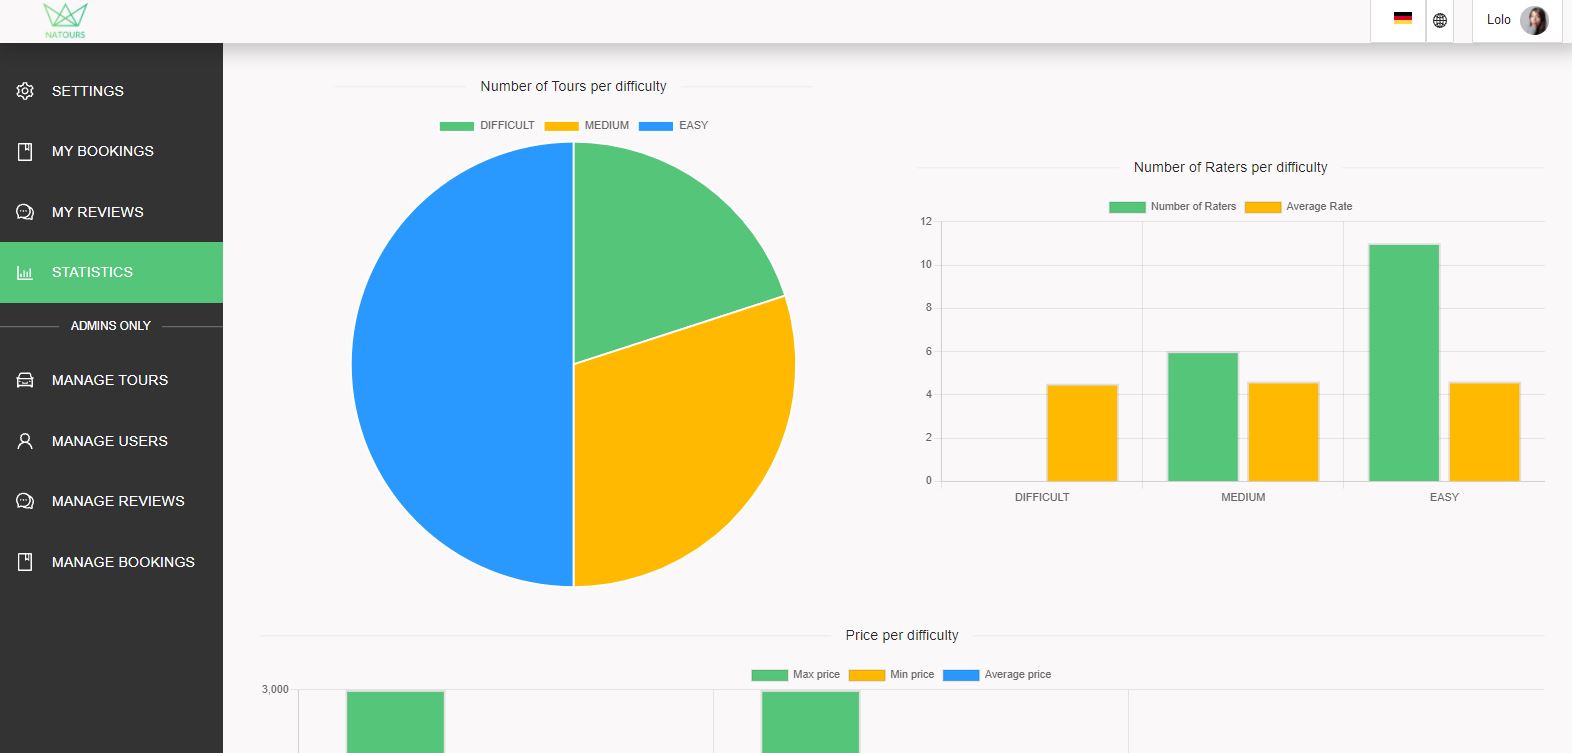 NATOURS
Lolo
SETTINGS
MY BOOKINGS
MY REVIEWS
STATISTICS
ADMINS ONLY
MANAGE TOURS
MANAGE USERS
MANAGE REVIEWS
MANAGE BOOKINGS
Number of Tours per difficulty
DIFFICULT MEDIUM EASY
Number of Raters per difficulty
Number of Raters Average Rate
12
10
8
6
4
2
0
DIFFICULT MEDIUM EASY
Price per difficulty
Max price Min price Average price
3,000